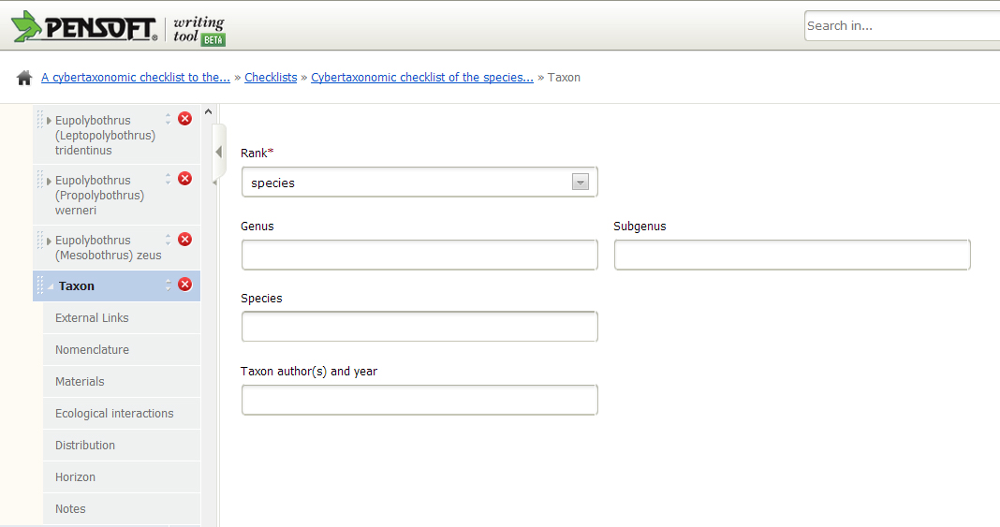 PENSOFT® writing tool BETA
Search in...
A cybertaxonomic checklist to the... » Checklists » Cybertaxonomic checklist of the species... » Taxon
Eupolybothrus
(Leptopolybothrus)
tridentinus
Eupolybothrus
(Propolybothrus)
werneri
Eupolybothrus
(Mesobothrus) zeus
Taxon
External Links
Nomenclature
Materials
Ecological interactions
Distribution
Horizon
Notes
Rank*
species
Genus
Subgenus
Species
Taxon author(s) and year